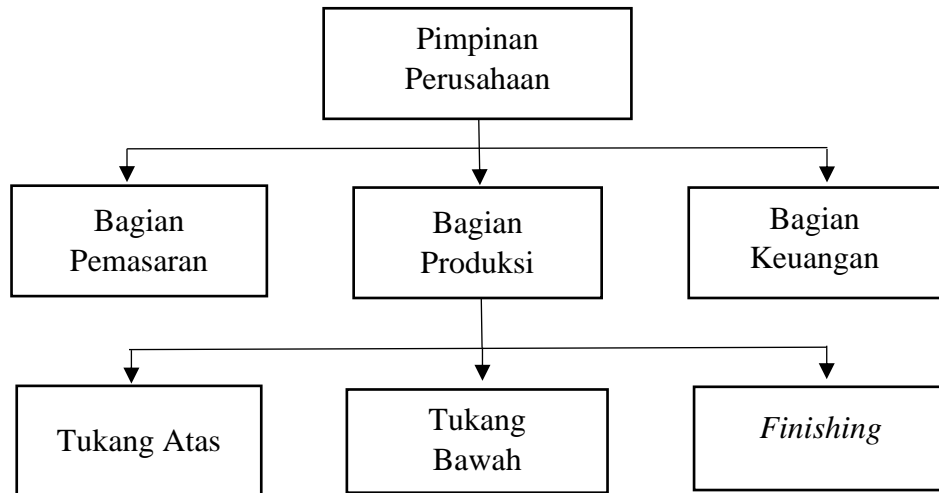 Pimpinan
Perusahaan
Bagian
Pemasaran
Bagian
Produksi
Bagian
Keuangan
Tukang Atas
Tukang
Bawah
Finishing